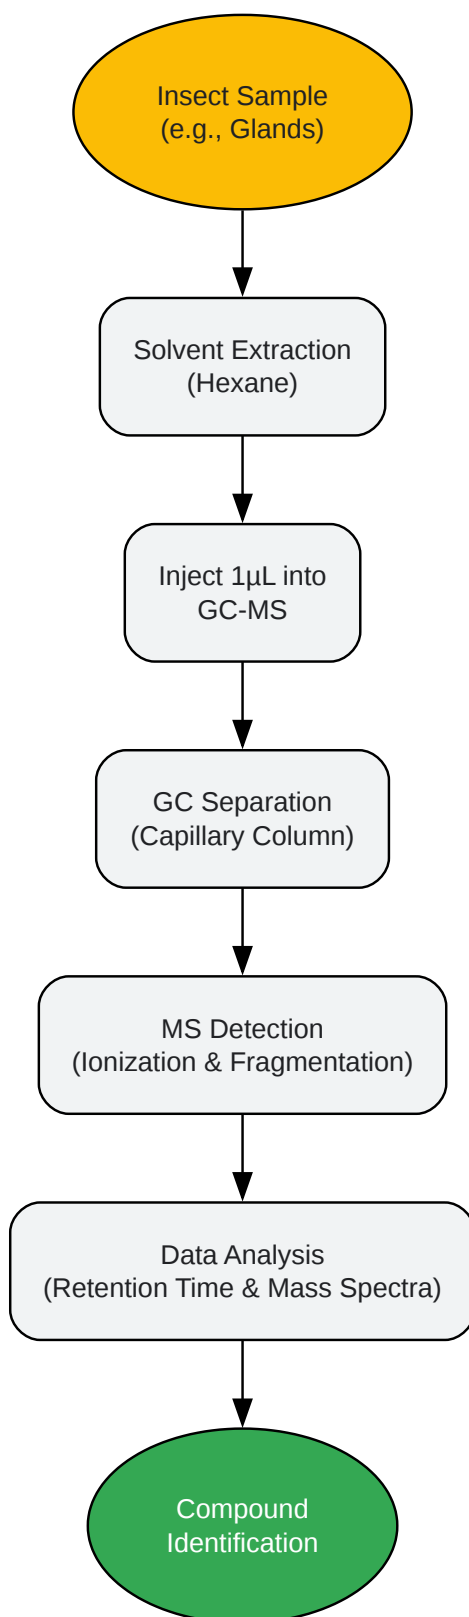 Insect Sample
(e.g., Glands)
Solvent Extraction
(Hexane)
Inject 1µL into
GC-MS
GC Separation
(Capillary Column)
MS Detection
(Ionization & Fragmentation)
Data Analysis
(Retention Time & Mass Spectra)
Compound
Identification